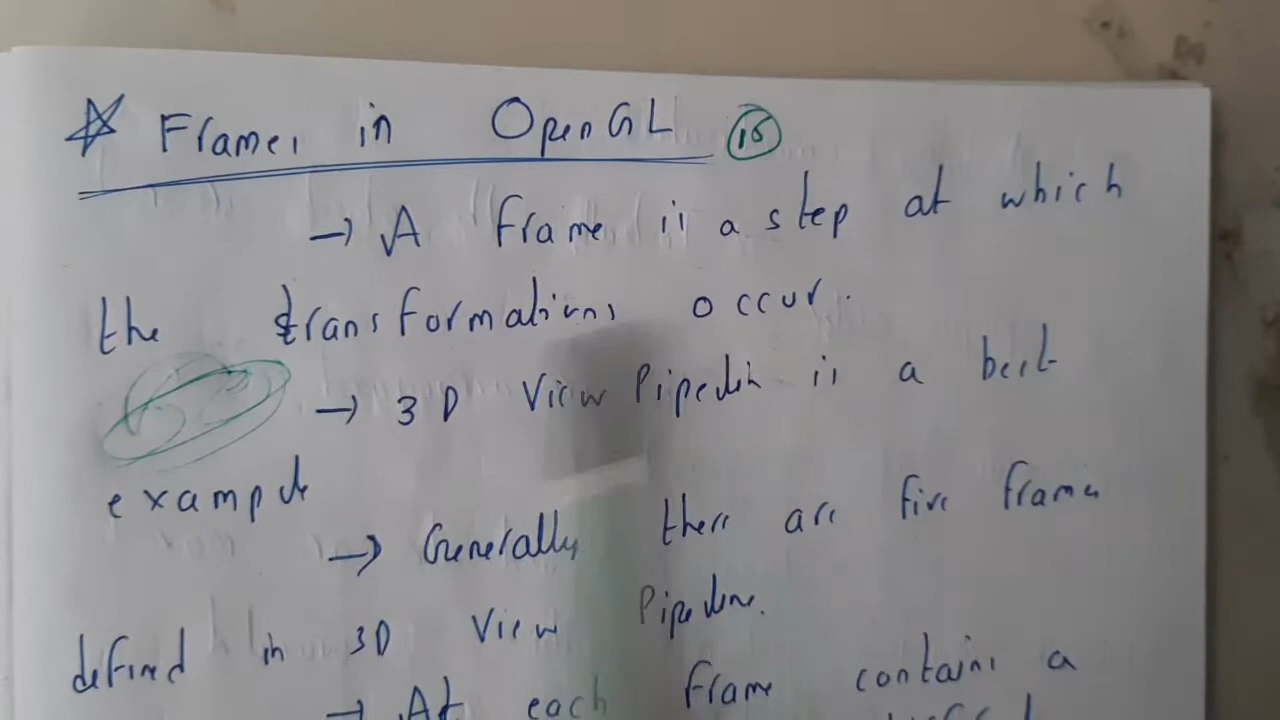 ☆ Frames in OpenGL 15
→ A Frame is a step at which
the transformations occur.
→ 3D View Pipeline is a best
example
→ Generally there are five frames
defined in 3D View Pipeline.
→ At each frame contains a